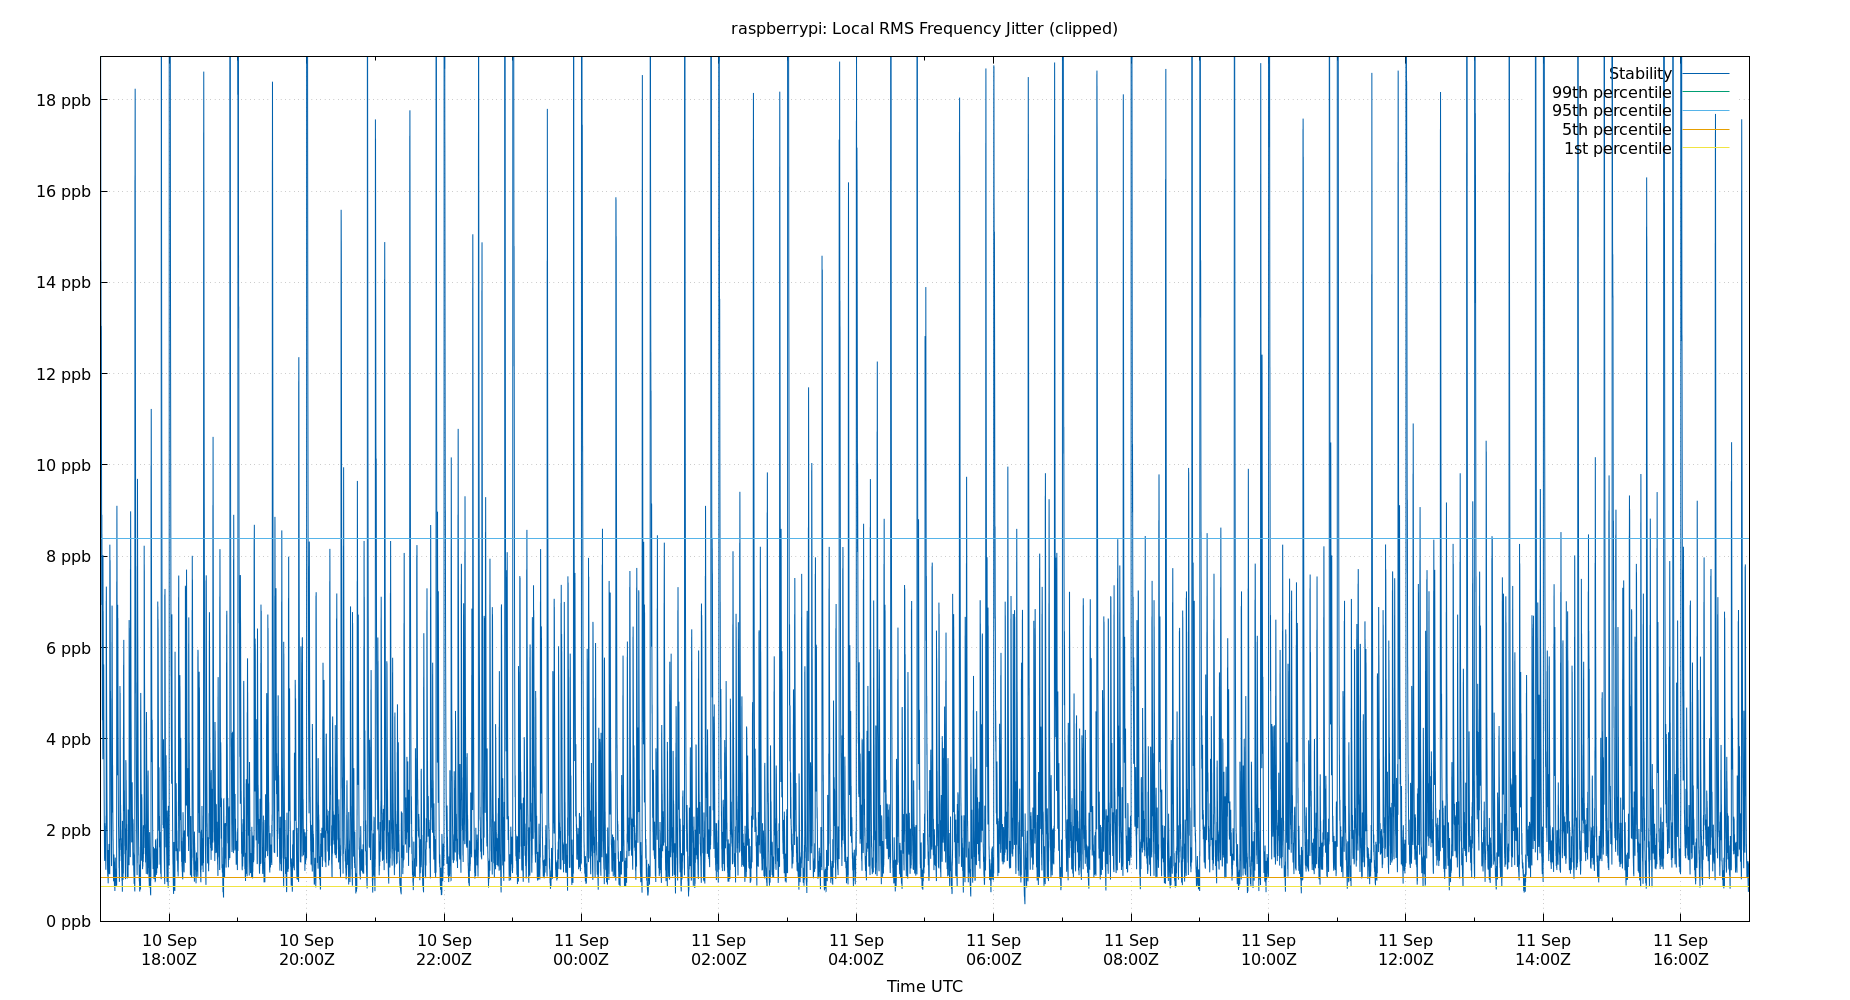 raspberrypi: Local RMS Frequency Jitter (clipped)
Stability
99th percentile
95th percentile
5th percentile
1st percentile
18 ppb
16 ppb
14 ppb
12 ppb
10 ppb
8 ppb
6 ppb
4 ppb
2 ppb
0 ppb
10 Sep 10 Sep 10 Sep 11 Sep 11 Sep 11 Sep 11 Sep 11 Sep 11 Sep 11 Sep 11 Sep 11 Sep
18:00Z 20:00Z 22:00Z 00:00Z 02:00Z 04:00Z 06:00Z 08:00Z 10:00Z 12:00Z 14:00Z 16:00Z
Time UTC